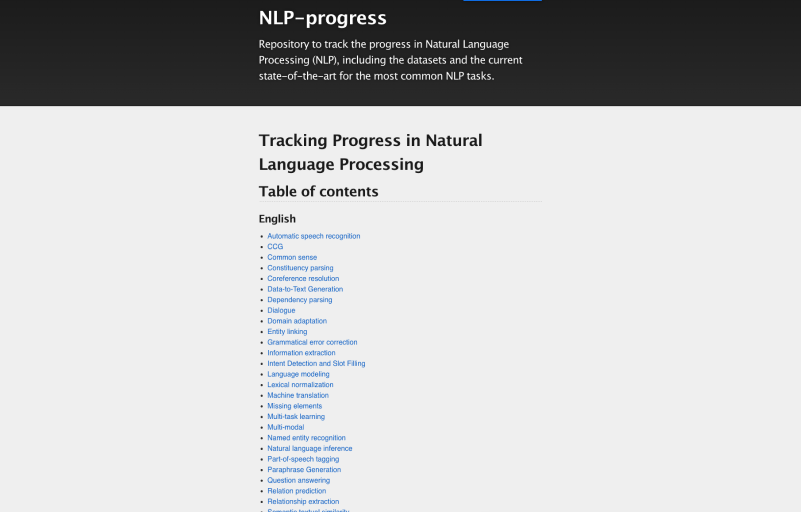 NLP-progress
Repository to track the progress in Natural Language
Processing (NLP), including the datasets and the current
state-of-the-art for the most common NLP tasks.
Tracking Progress in Natural
Language Processing
Table of contents
English
• Automatic speech recognition
• CCG
• Common sense
• Constituency parsing
• Coreference resolution
• Data-to-Text Generation
• Dependency parsing
• Dialogue
• Domain adaptation
• Entity linking
• Grammatical error correction
• Information extraction
• Intent Detection and Slot Filling
• Language modeling
• Lexical normalization
• Machine translation
• Missing elements
• Multi-task learning
• Multi-modal
• Named entity recognition
• Natural language inference
• Part-of-speech tagging
• Paraphrase Generation
• Question answering
• Relation prediction
• Relationship extraction
• Semantic textual similarity